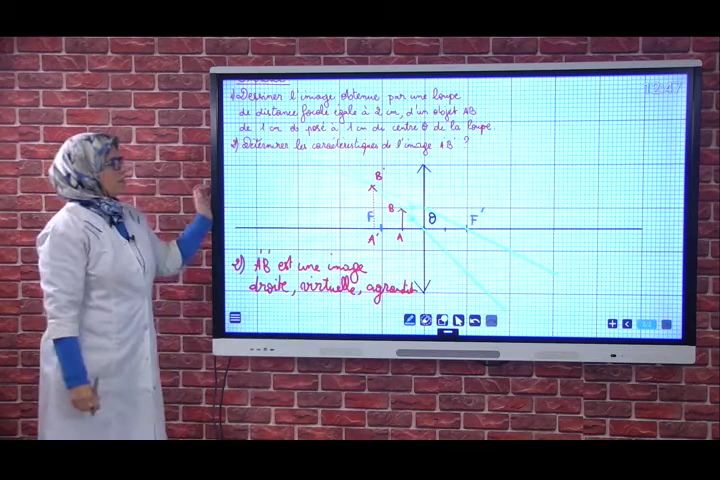 1) Dessiner l'image obtenue par une loupe
de distance focale égale à 2 cm, d'un objet AB
de 1 cm posé à 1 cm du centre O de la loupe.
2) Déterminer les caractéristiques de l'image A'B' ?
12:47
B'
B
F
O
F'
A'
A
2) A'B' est une image
droite, virtuelle,